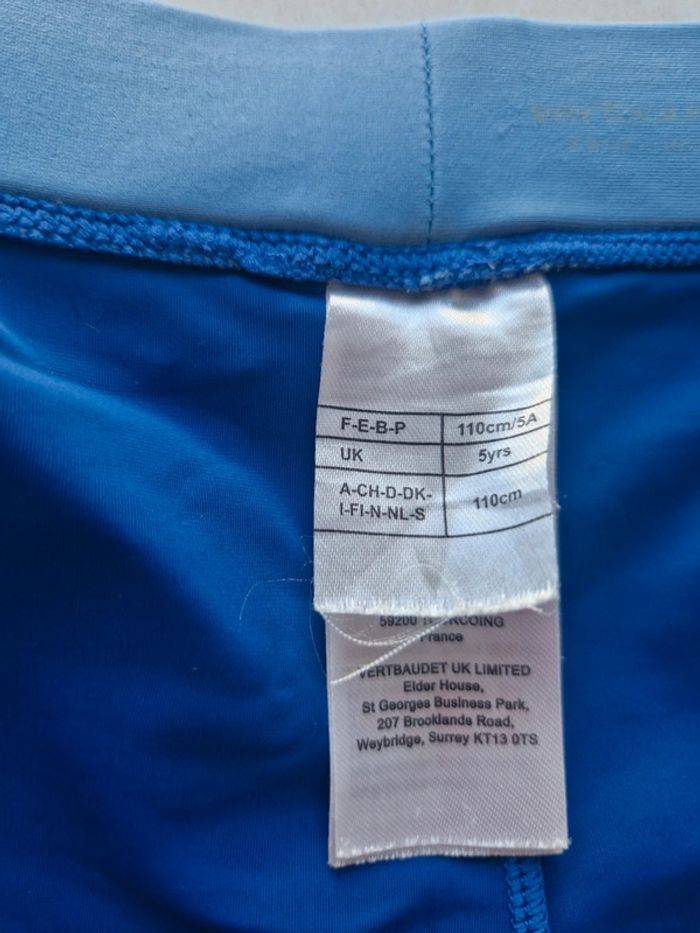 F-E-B-P 110cm/5A
UK 5yrs
A-CH-D-DK- 110cm
I-FI-N-NL-S
59200
France
VERTBAUDET UK LIMITED
Elder House,
St Georges Business Park,
207 Brooklands Road,
Weybridge, Surrey KT13 0TS